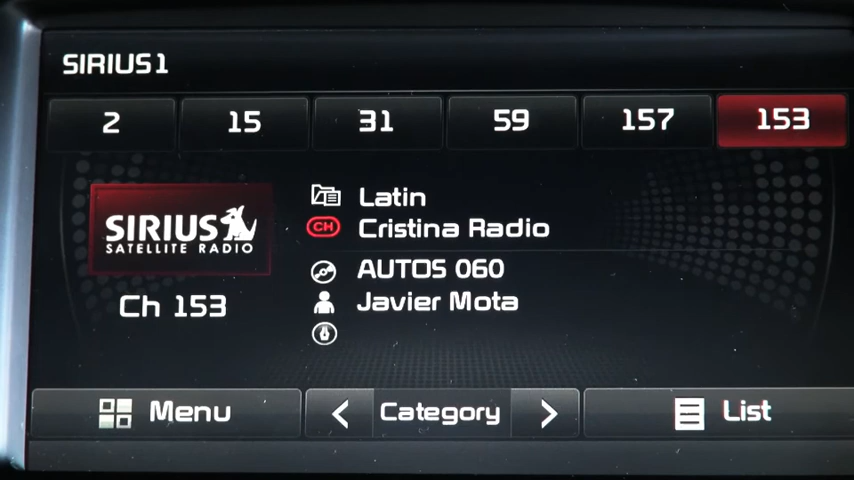 SIRIUS1
2 15 31 59 157 153
SIRIUS
SATELLITE RADIO
Ch 153
Latin
CH Cristina Radio
AUTOS 060
Javier Mota
Menu < Category > List